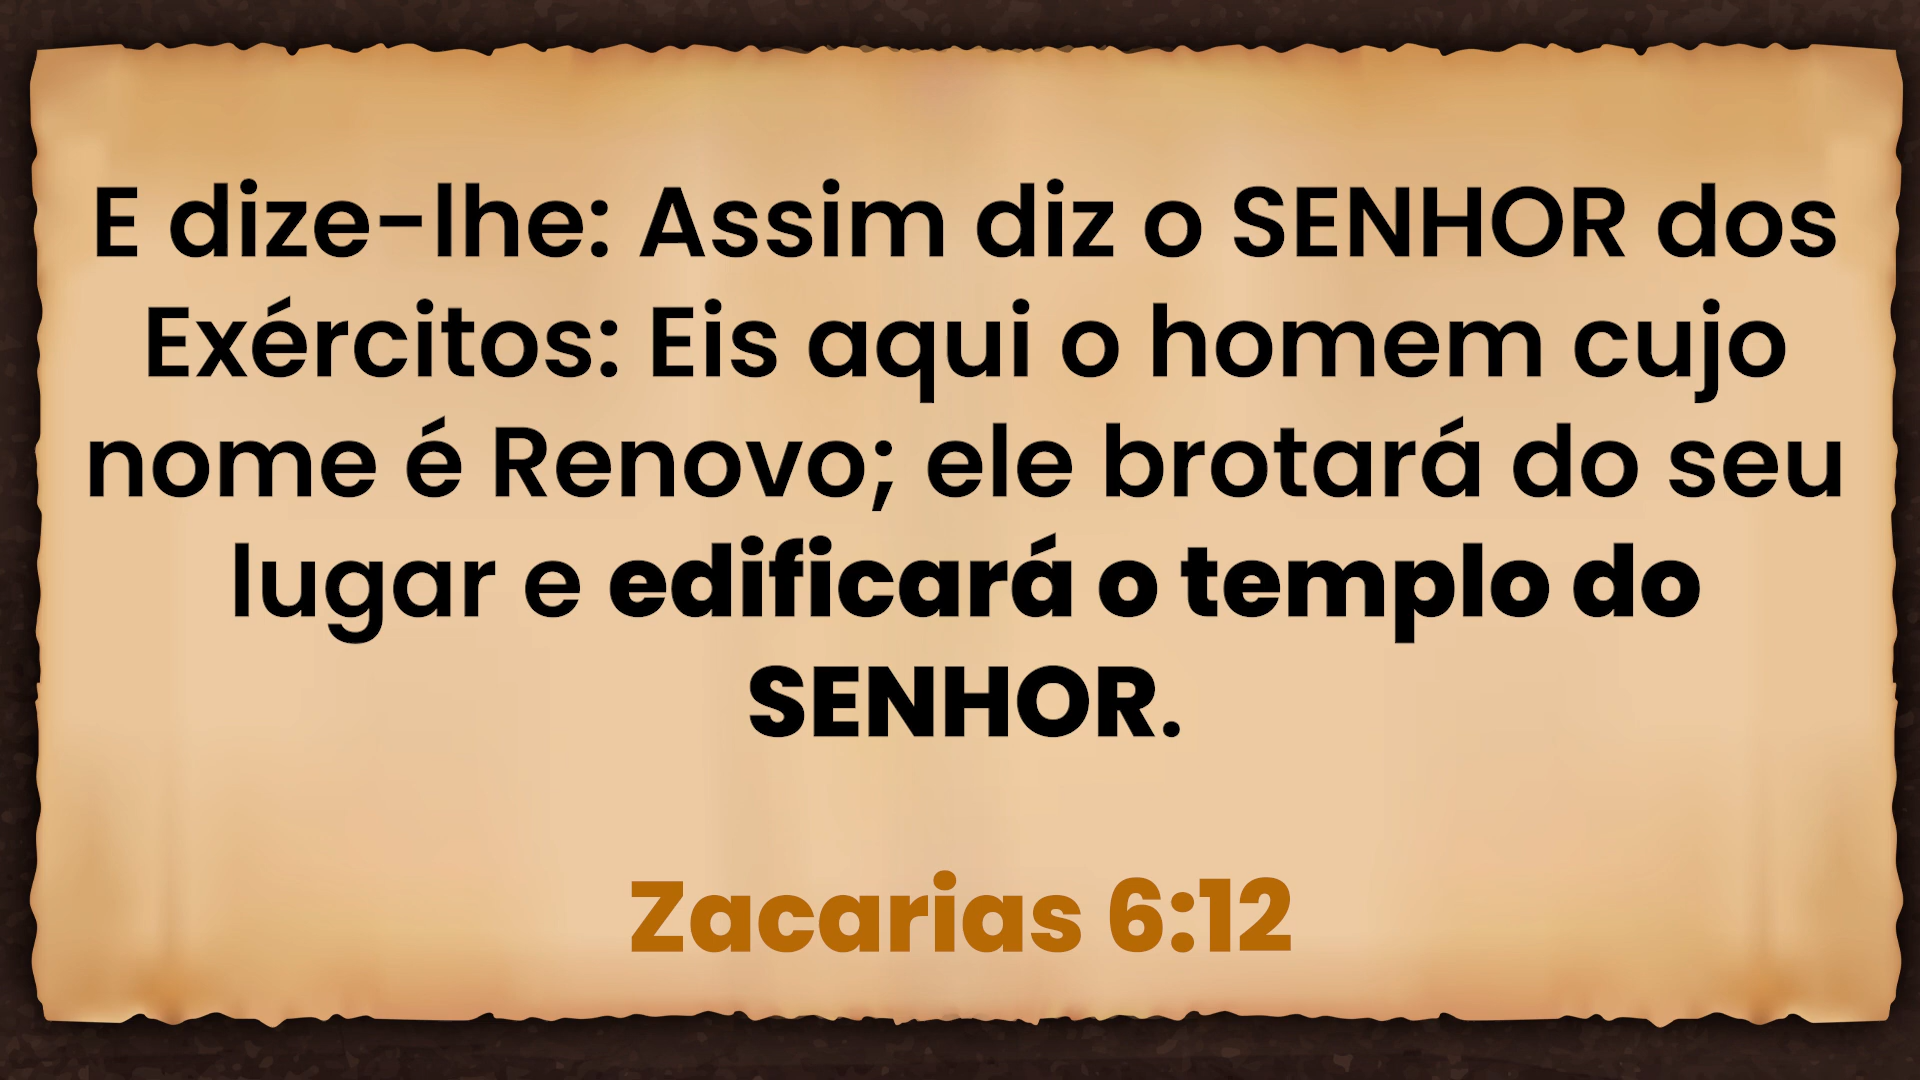 E dize-lhe: Assim diz o SENHOR dos
Exércitos: Eis aqui o homem cujo
nome é Renovo; ele brotará do seu
lugar e edificará o templo do
SENHOR.
Zacarias 6:12